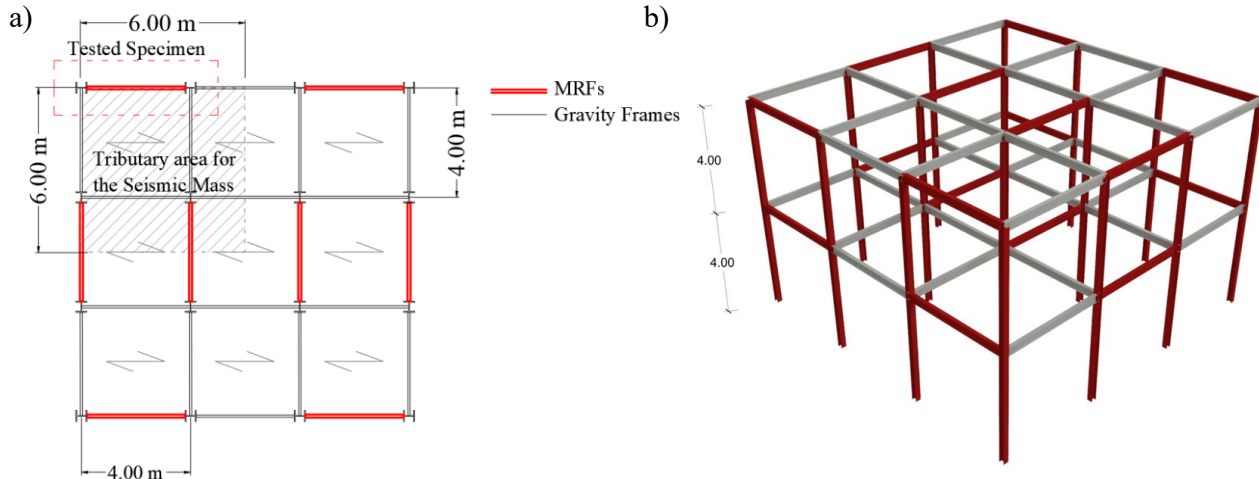 a)
6.00 m
Tested Specimen
MRFs
Gravity Frames
6.00 m
4.00 m
Tributary area for
the Seismic Mass
4.00 m
b)
4.00
4.00